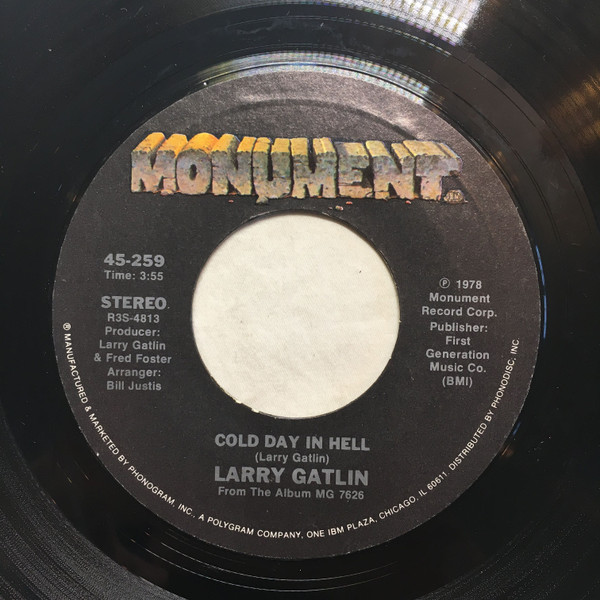 MONUMENT
45-259
Time: 3:55
STEREO
R3S-4813
Producer:
Larry Gatlin
& Fred Foster
Arranger:
Bill Justis
℗ 1978
Monument
Record Corp.
Publisher:
First
Generation
Music Co.
(BMI)
COLD DAY IN HELL
(Larry Gatlin)
LARRY GATLIN
From The Album MG 7626
® MANUFACTURED & MARKETED BY PHONOGRAM, INC., A POLYGRAM COMPANY, ONE IBM PLAZA, CHICAGO, IL 60611. DISTRIBUTED BY PHONODISC, INC